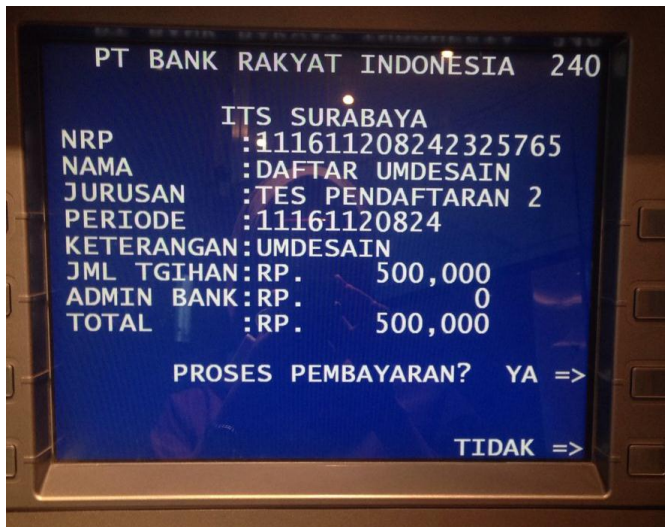 PT BANK RAKYAT INDONESIA 240
ITS SURABAYA
NRP :111611208242325765
NAMA :DAFTAR UMDESAIN
JURUSAN :TES PENDAFTARAN 2
PERIODE :11161120824
KETERANGAN:UMDESAIN
JML TGIHAN:RP. 500,000
ADMIN BANK:RP. 0
TOTAL :RP. 500,000
PROSES PEMBAYARAN? YA =>
TIDAK =>